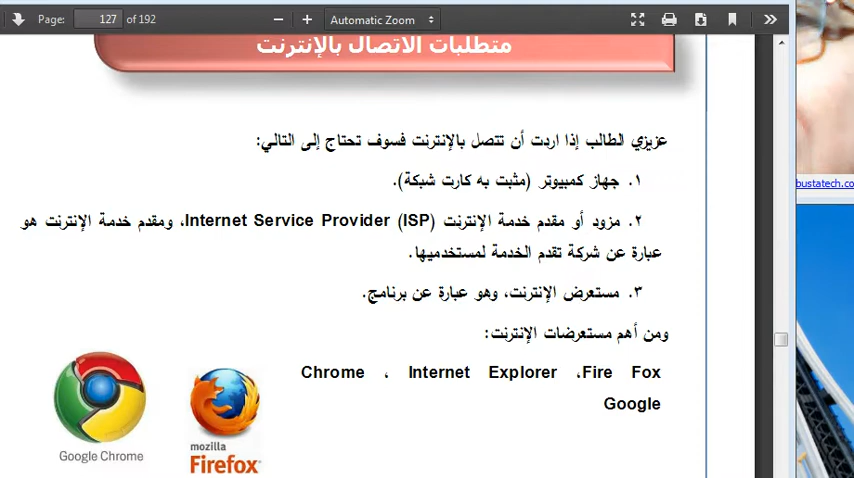 Page: 127 of 192
Automatic Zoom
متطلبات الاتصال بالإنترنت
عزيزي الطالب إذا اردت أن تتصل بالإنترنت فسوف تحتاج إلى التالي:
١. جهاز كمبيوتر (مثبت به كارت شبكة).
٢. مزود أو مقدم خدمة الإنترنت Internet Service Provider (ISP)، ومقدم خدمة الإنترنت هو
عبارة عن شركة تقدم الخدمة لمستخدميها.
٣. مستعرض الإنترنت، وهو عبارة عن برنامج.
ومن أهم مستعرضات الإنترنت:
Chrome ، Internet Explorer ،Fire Fox
Google
Google Chrome
mozilla
Firefox
bustatech.co